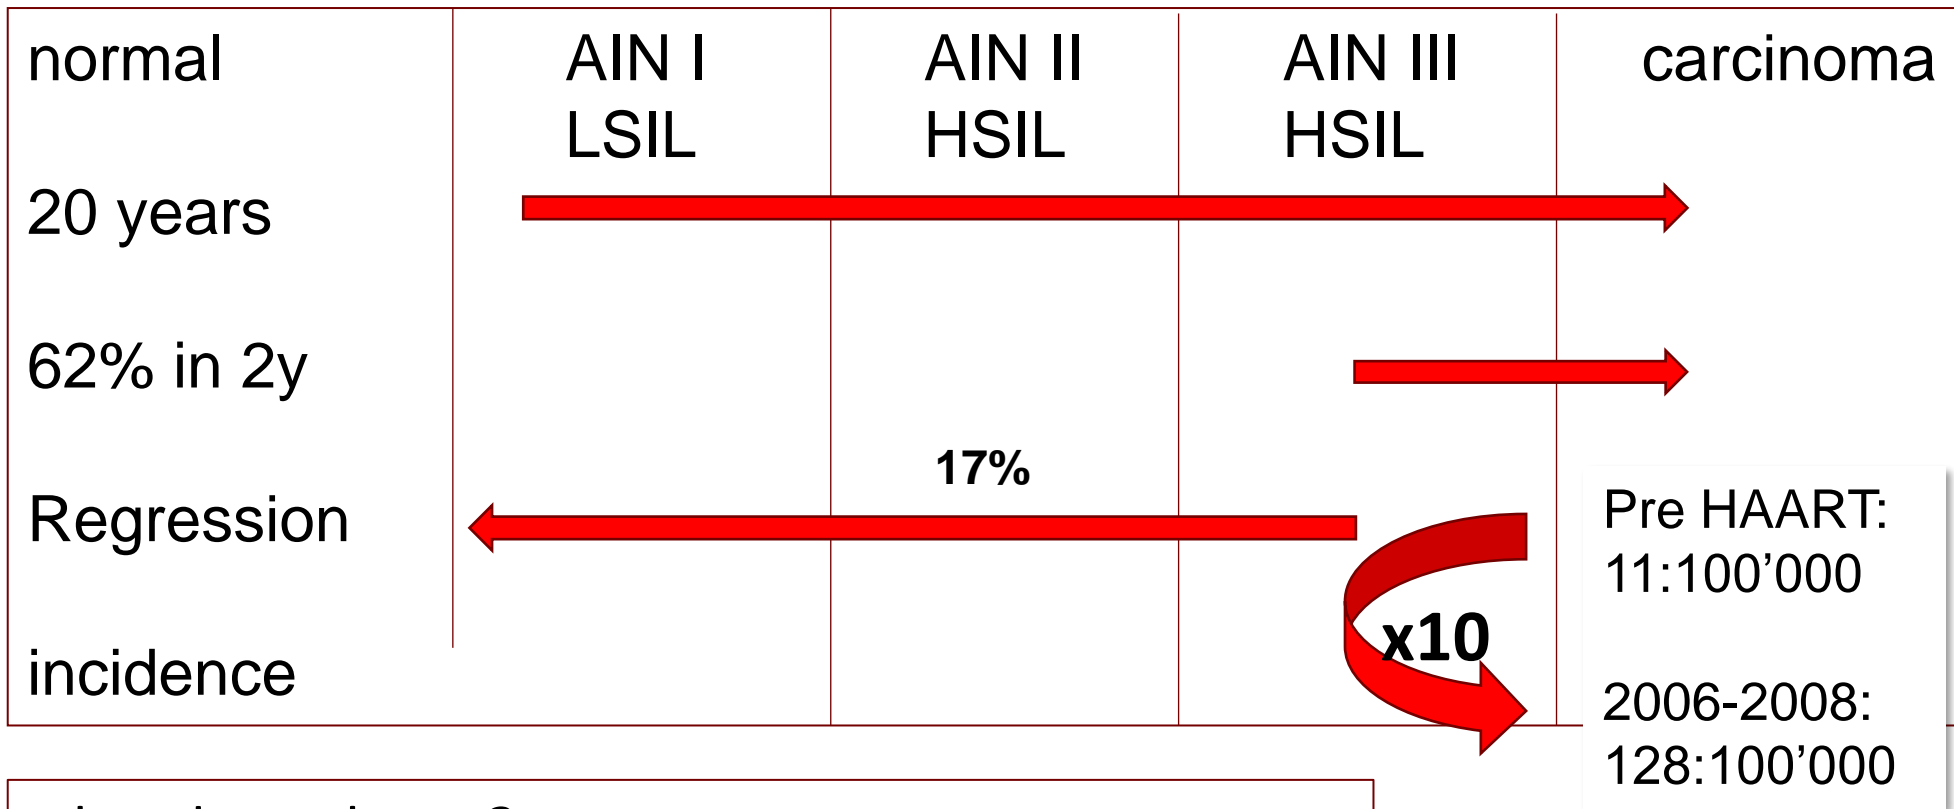 normal AIN I AIN II AIN III carcinoma
LSIL HSIL HSIL
20 years
62% in 2y
17%
Regression
Pre HAART:
11:100’000
x10
incidence
2006-2008:
128:100’000